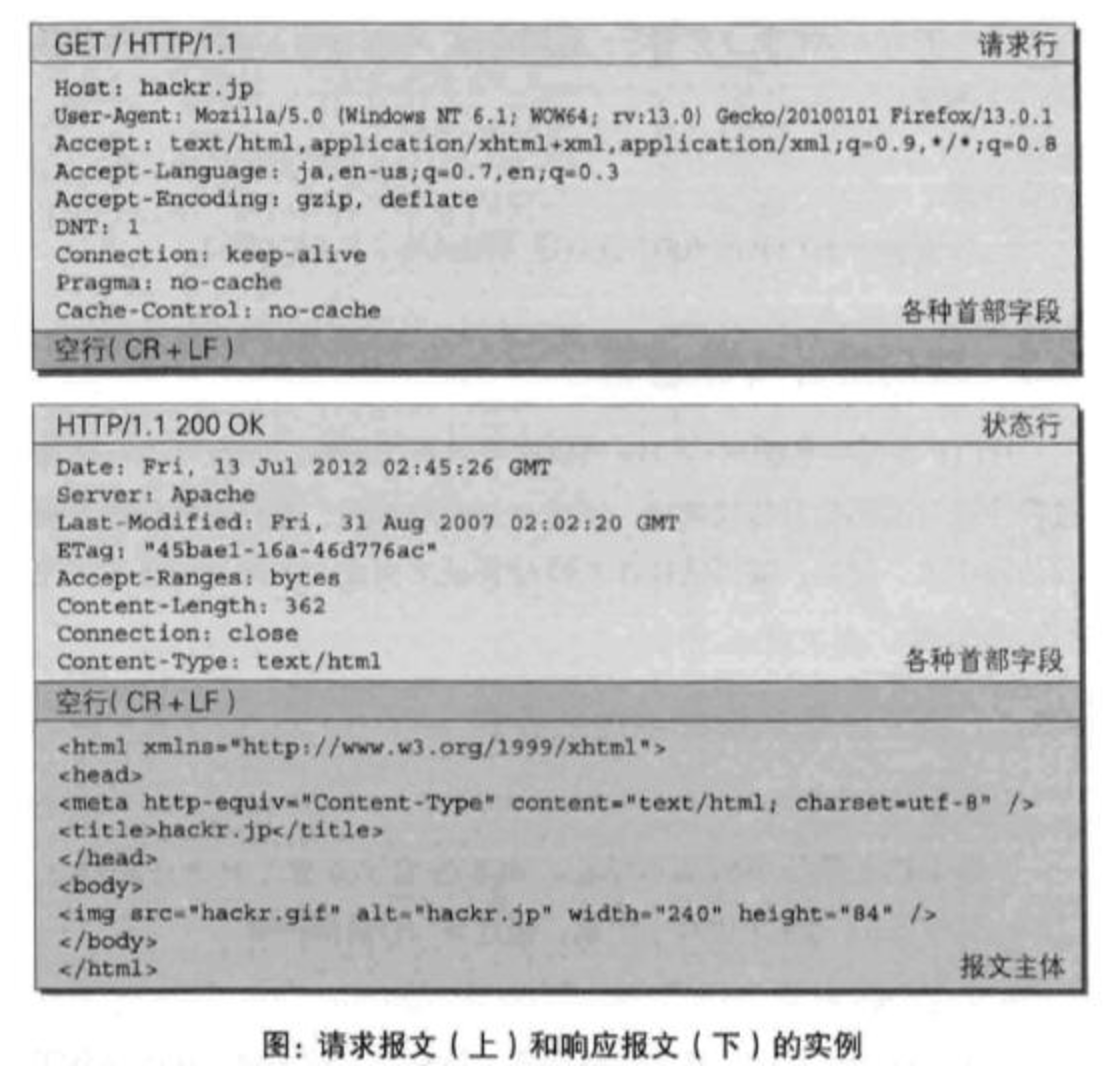 GET / HTTP/1.1 请求行
Host: hackr.jp
User-Agent: Mozilla/5.0 (Windows NT 6.1; WOW64; rv:13.0) Gecko/20100101 Firefox/13.0.1
Accept: text/html,application/xhtml+xml,application/xml;q=0.9,*/*;q=0.8
Accept-Language: ja,en-us;q=0.7,en;q=0.3
Accept-Encoding: gzip, deflate
DNT: 1
Connection: keep-alive
Pragma: no-cache
Cache-Control: no-cache 各种首部字段
空行( CR + LF )
HTTP/1.1 200 OK 状态行
Date: Fri, 13 Jul 2012 02:45:26 GMT
Server: Apache
Last-Modified: Fri, 31 Aug 2007 02:02:20 GMT
ETag: "45bae1-16a-46d776ac"
Accept-Ranges: bytes
Content-Length: 362
Connection: close
Content-Type: text/html 各种首部字段
空行( CR + LF )
<html xmlns="http://www.w3.org/1999/xhtml">
<head>
<meta http-equiv="Content-Type" content="text/html; charset=utf-8" />
<title>hackr.jp</title>
</head>
<body>
<img src="hackr.gif" alt="hackr.jp" width="240" height="84" />
</body>
</html> 报文主体
图：请求报文（上）和响应报文（下）的实例